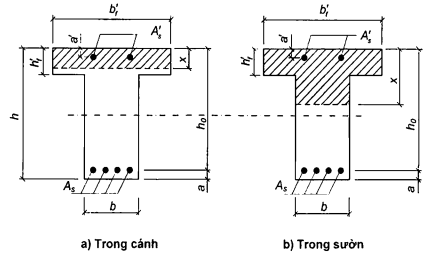 b'f
b'f
A's
A's
a'
a'
h'f
x
h'f
x
h
h₀
h₀
As
a
As
a
b
b
a) Trong cánh
b) Trong sườn